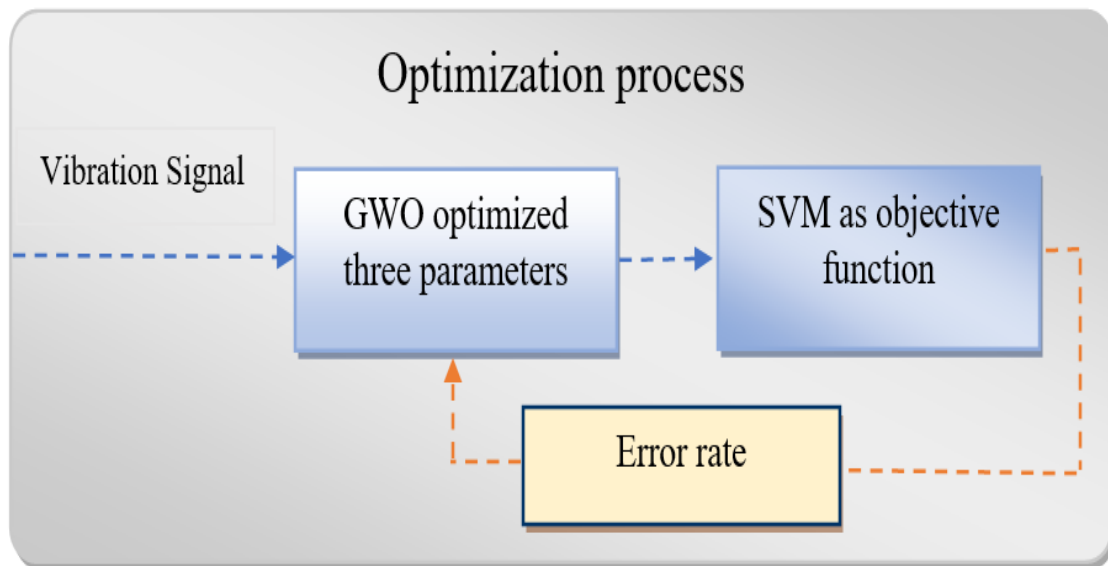 Optimization process
Vibration Signal
GWO optimized
three parameters
SVM as objective
function
Error rate